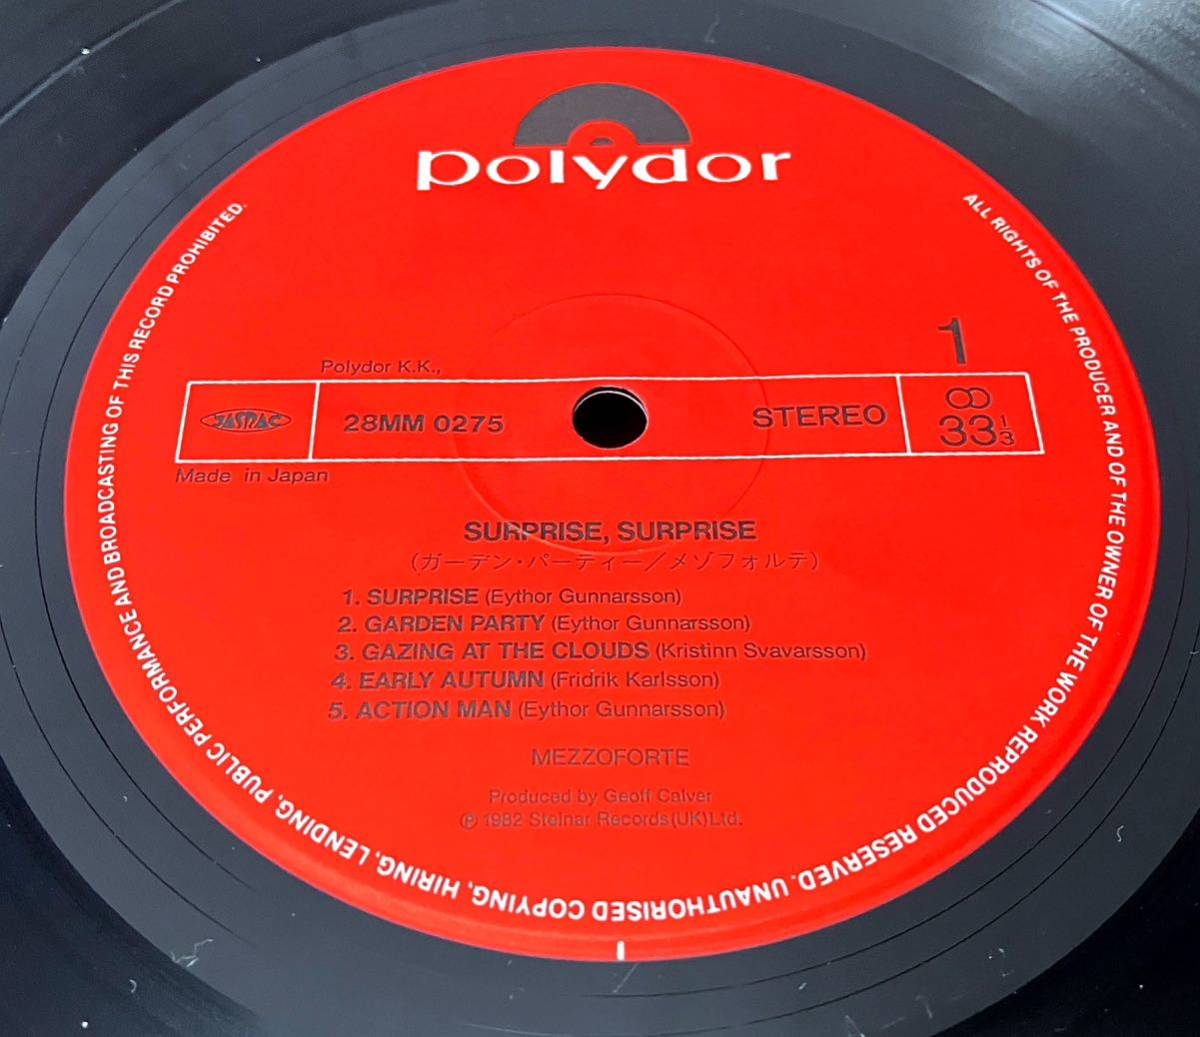 polydor
1
Polydor K.K.,
JASRAC
28MM 0275
STEREO
∞
33 1/3
Made in Japan
SURPRISE, SURPRISE
(ガーデン・パーティー/メゾフォルテ)
1. SURPRISE (Eythor Gunnarsson)
2. GARDEN PARTY (Eythor Gunnarsson)
3. GAZING AT THE CLOUDS (Kristinn Svavarsson)
4. EARLY AUTUMN (Fridrik Karlsson)
5. ACTION MAN (Eythor Gunnarsson)
MEZZOFORTE
Produced by Geoff Calver
℗ 1982 Steinar Records (UK) Ltd.
ALL RIGHTS OF THE PRODUCER AND OF THE OWNER OF THE WORK REPRODUCED RESERVED. UNAUTHORISED COPYING, HIRING, LENDING, PUBLIC PERFORMANCE AND BROADCASTING OF THIS RECORD PROHIBITED.